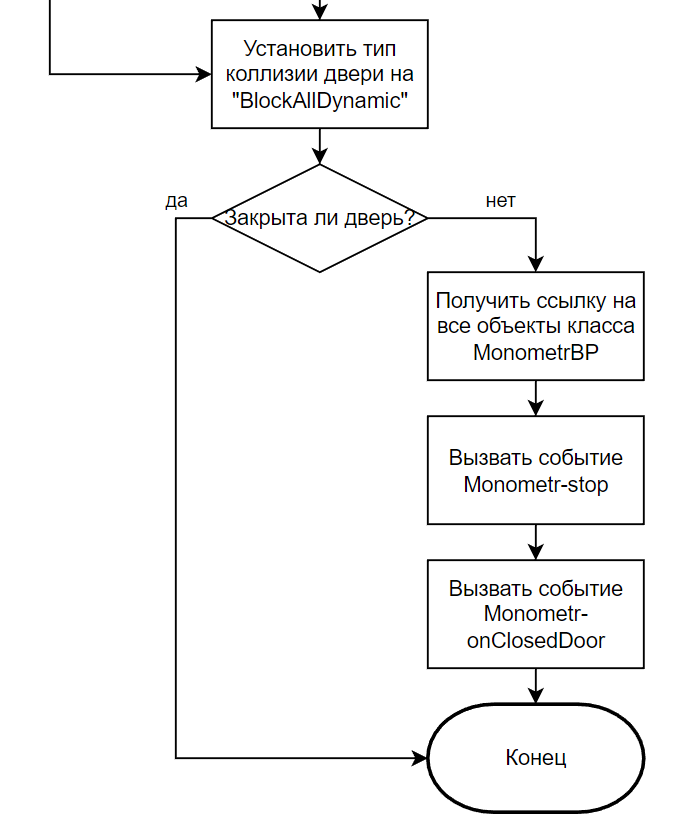 Установить тип
коллизии двери на
"BlockAllDynamic"
да
Закрыта ли дверь?
нет
Получить ссылку на
все объекты класса
MonometrBP
Вызвать событие
Monometr-stop
Вызвать событие
Monometr-
onClosedDoor
Конец